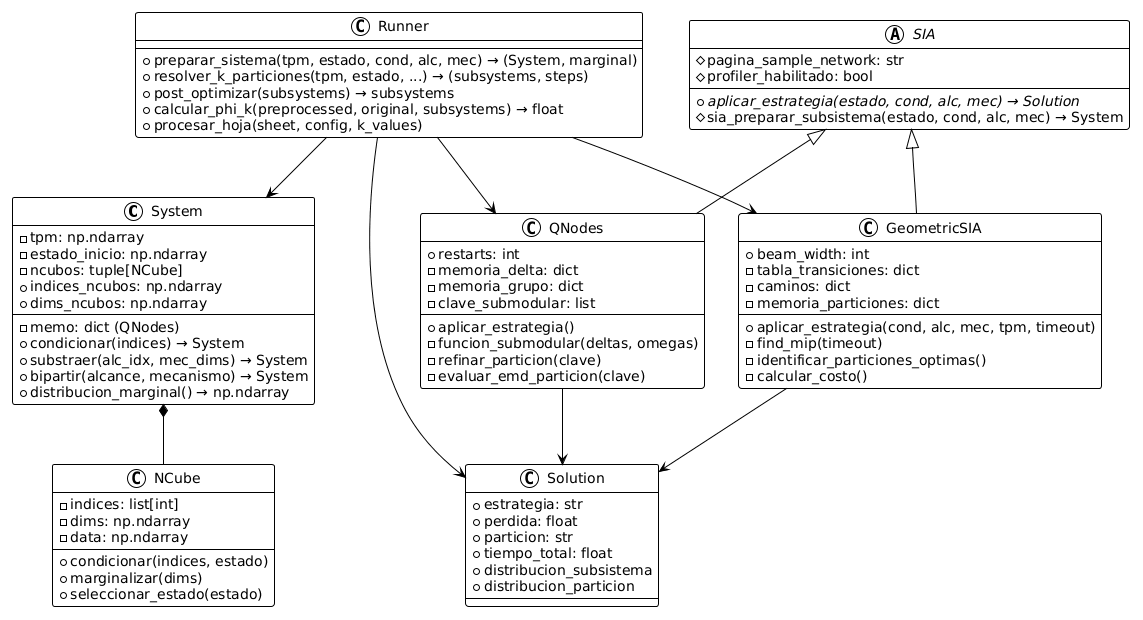 C Runner
preparar_sistema(tpm, estado, cond, alc, mec) → (System, marginal)
resolver_k_particiones(tpm, estado, ...) → (subsystems, steps)
post_optimizar(subsystems) → subsystems
calcular_phi_k(preprocessed, original, subsystems) → float
procesar_hoja(sheet, config, k_values)
A SIA
pagina_sample_network: str
profiler_habilitado: bool
aplicar_estrategia(estado, cond, alc, mec) → Solution
sia_preparar_subsistema(estado, cond, alc, mec) → System
C System
tpm: np.ndarray
estado_inicio: np.ndarray
ncubos: tuple[NCube]
indices_ncubos: np.ndarray
dims_ncubos: np.ndarray
memo: dict (QNodes)
condicionar(indices) → System
substraer(alc_idx, mec_dims) → System
bipartir(alcance, mecanismo) → System
distribucion_marginal() → np.ndarray
C QNodes
restarts: int
memoria_delta: dict
memoria_grupo: dict
clave_submodular: list
aplicar_estrategia()
funcion_submodular(deltas, omegas)
refinar_particion(clave)
evaluar_emd_particion(clave)
C GeometricSIA
beam_width: int
tabla_transiciones: dict
caminos: dict
memoria_particiones: dict
aplicar_estrategia(cond, alc, mec, tpm, timeout)
find_mip(timeout)
identificar_particiones_optimas()
calcular_costo()
C NCube
indices: list[int]
dims: np.ndarray
data: np.ndarray
condicionar(indices, estado)
marginalizar(dims)
seleccionar_estado(estado)
C Solution
estrategia: str
perdida: float
particion: str
tiempo_total: float
distribucion_subsistema
distribucion_particion